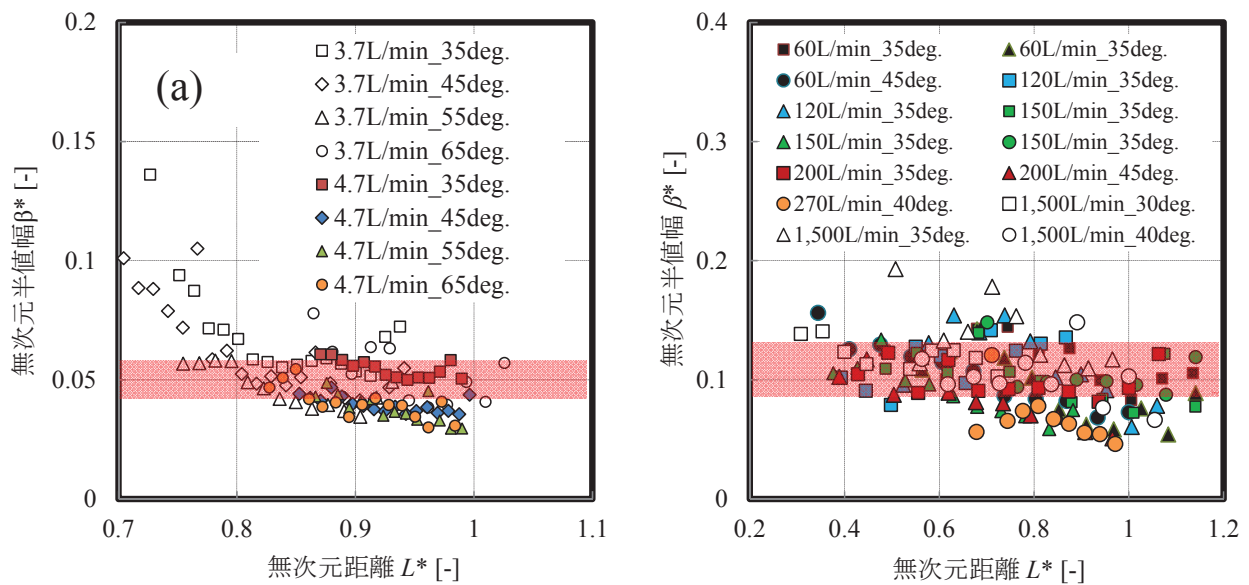 0.2
0.15
0.1
0.05
0
(a)
3.7L/min_35deg.
3.7L/min_45deg.
3.7L/min_55deg.
3.7L/min_65deg.
4.7L/min_35deg.
4.7L/min_45deg.
4.7L/min_55deg.
4.7L/min_65deg.
無次元半値幅β* [-]
0.7 0.8 0.9 1 1.1
無次元距離 L* [-]
0.4
0.3
0.2
0.1
0
60L/min_35deg. 60L/min_35deg.
60L/min_45deg. 120L/min_35deg.
120L/min_35deg. 150L/min_35deg.
150L/min_35deg. 150L/min_35deg.
200L/min_35deg. 200L/min_45deg.
270L/min_40deg. 1,500L/min_30deg.
1,500L/min_35deg. 1,500L/min_40deg.
無次元半値幅 β* [-]
0.2 0.4 0.6 0.8 1 1.2
無次元距離 L* [-]